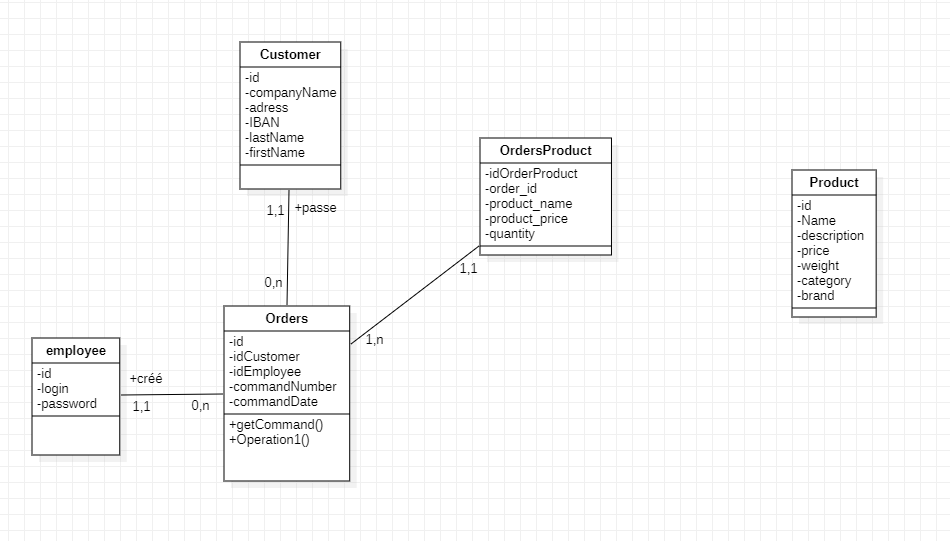 Customer
-id
-companyName
-adress
-IBAN
-lastName
-firstName
1,1
+passe
0,n
OrdersProduct
-idOrderProduct
-order_id
-product_name
-product_price
-quantity
1,1
1,n
Product
-id
-Name
-description
-price
-weight
-category
-brand
Orders
-id
-idCustomer
-idEmployee
-commandNumber
-commandDate
+getCommand()
+Operation1()
employee
-id
-login
-password
+créé
1,1
0,n